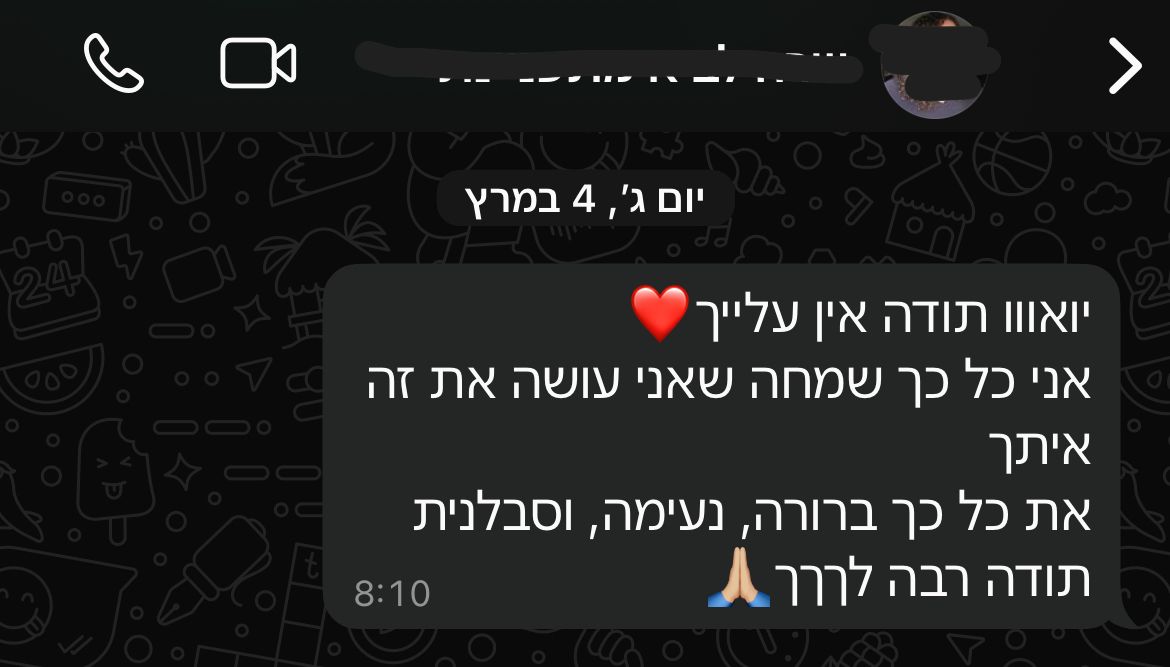 יום ג׳, 4 במרץ
יואווו תודה אין עלייך❤️
אני כל כך שמחה שאני עושה את זה
איתך
את כל כך ברורה, נעימה, וסבלנית
תודה רבה לךךך🙏🏼
8:10